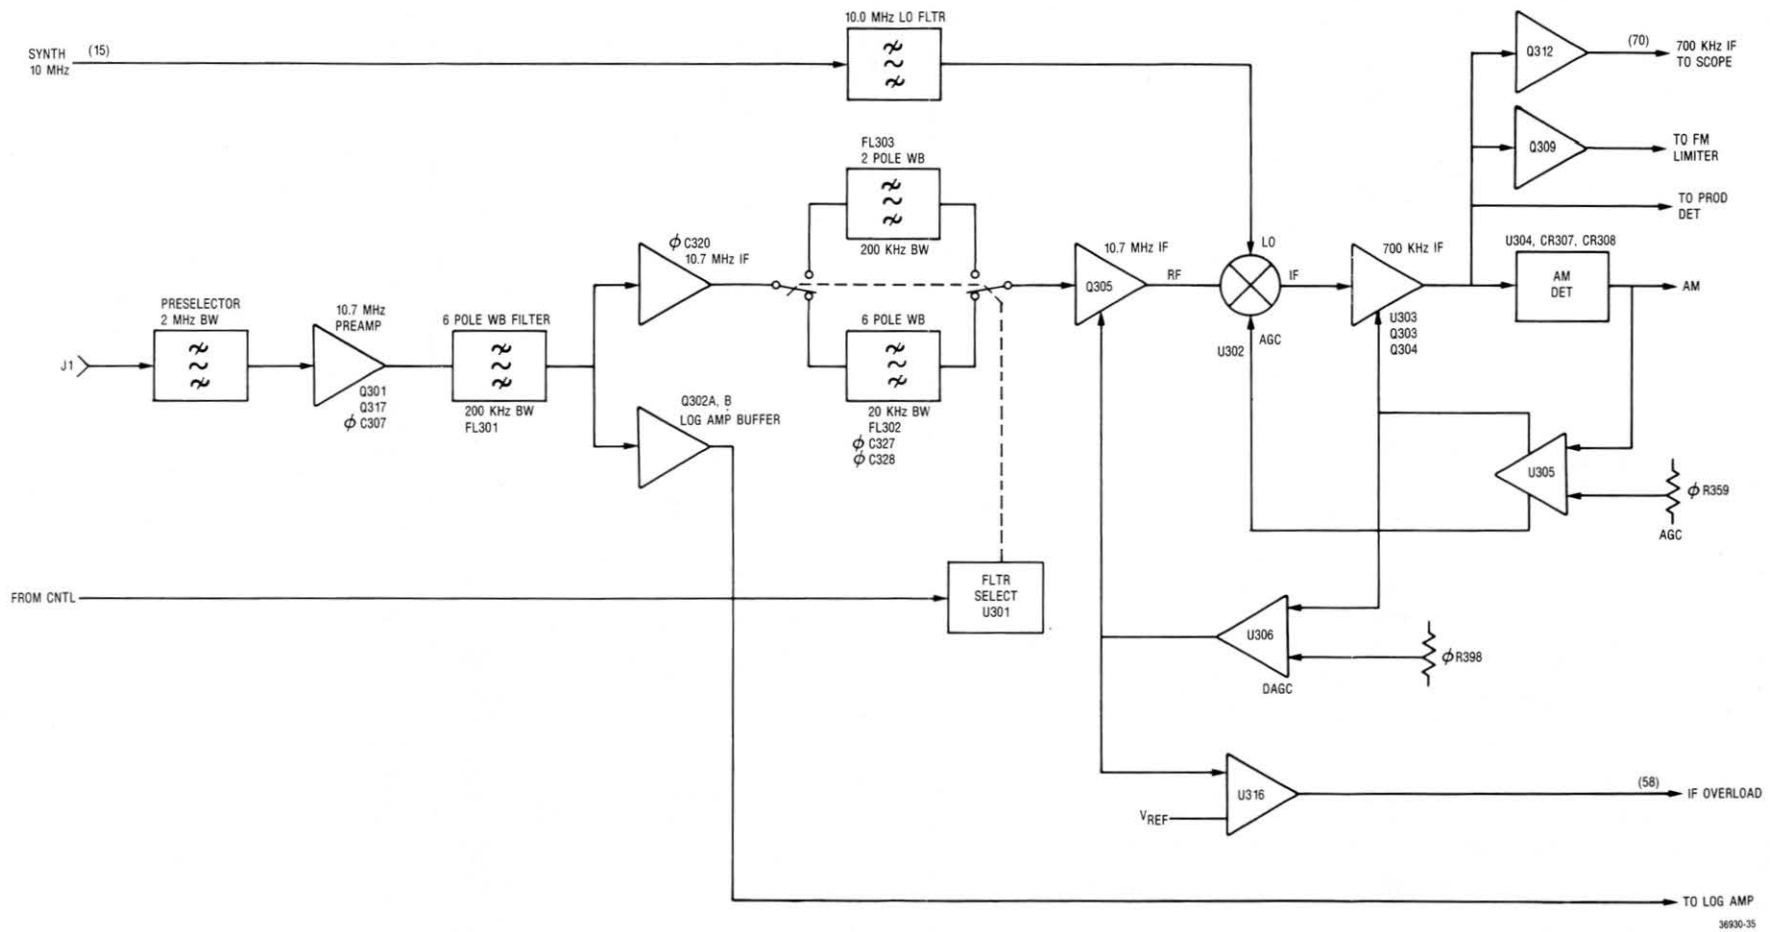 10.0 MHz LO FLTR
SYNTH (15)
10 MHz
Q312
(70)
700 KHz IF
TO SCOPE
Q309
TO FM
LIMITER
TO PROD
DET
FL303
2 POLE WB
200 KHz BW
ϕ C320
10.7 MHz IF
10.7 MHz IF
Q305
RF
LO
IF
U302
AGC
700 KHz IF
U303
Q303
Q304
U304, CR307, CR308
AM
DET
AM
PRESELECTOR
2 MHz BW
J1
10.7 MHz
PREAMP
Q301
Q317
ϕ C307
6 POLE WB FILTER
200 KHz BW
FL301
6 POLE WB
20 KHz BW
FL302
ϕ C327
ϕ C328
Q302A, B
LOG AMP BUFFER
U305
ϕ R359
AGC
FROM CNTL
FLTR
SELECT
U301
U306
DAGC
ϕ R398
U316
VREF
(58)
IF OVERLOAD
TO LOG AMP
36930-35